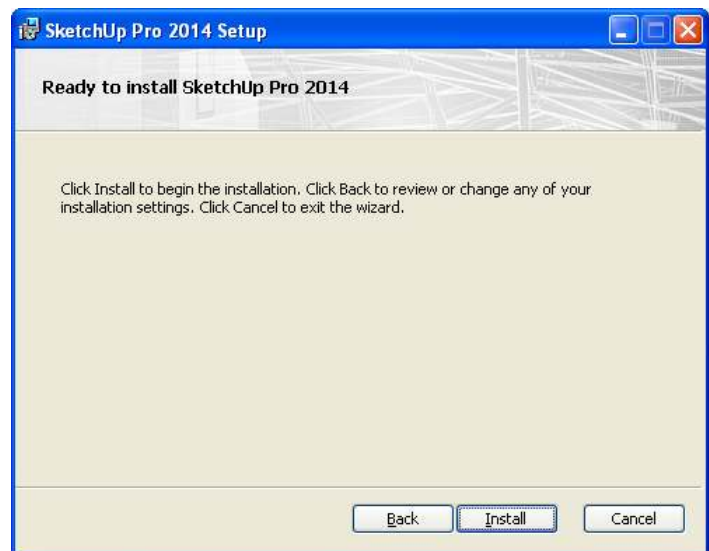 SketchUp Pro 2014 Setup
Ready to install SketchUp Pro 2014
Click Install to begin the installation. Click Back to review or change any of your
installation settings. Click Cancel to exit the wizard.
Back Install Cancel